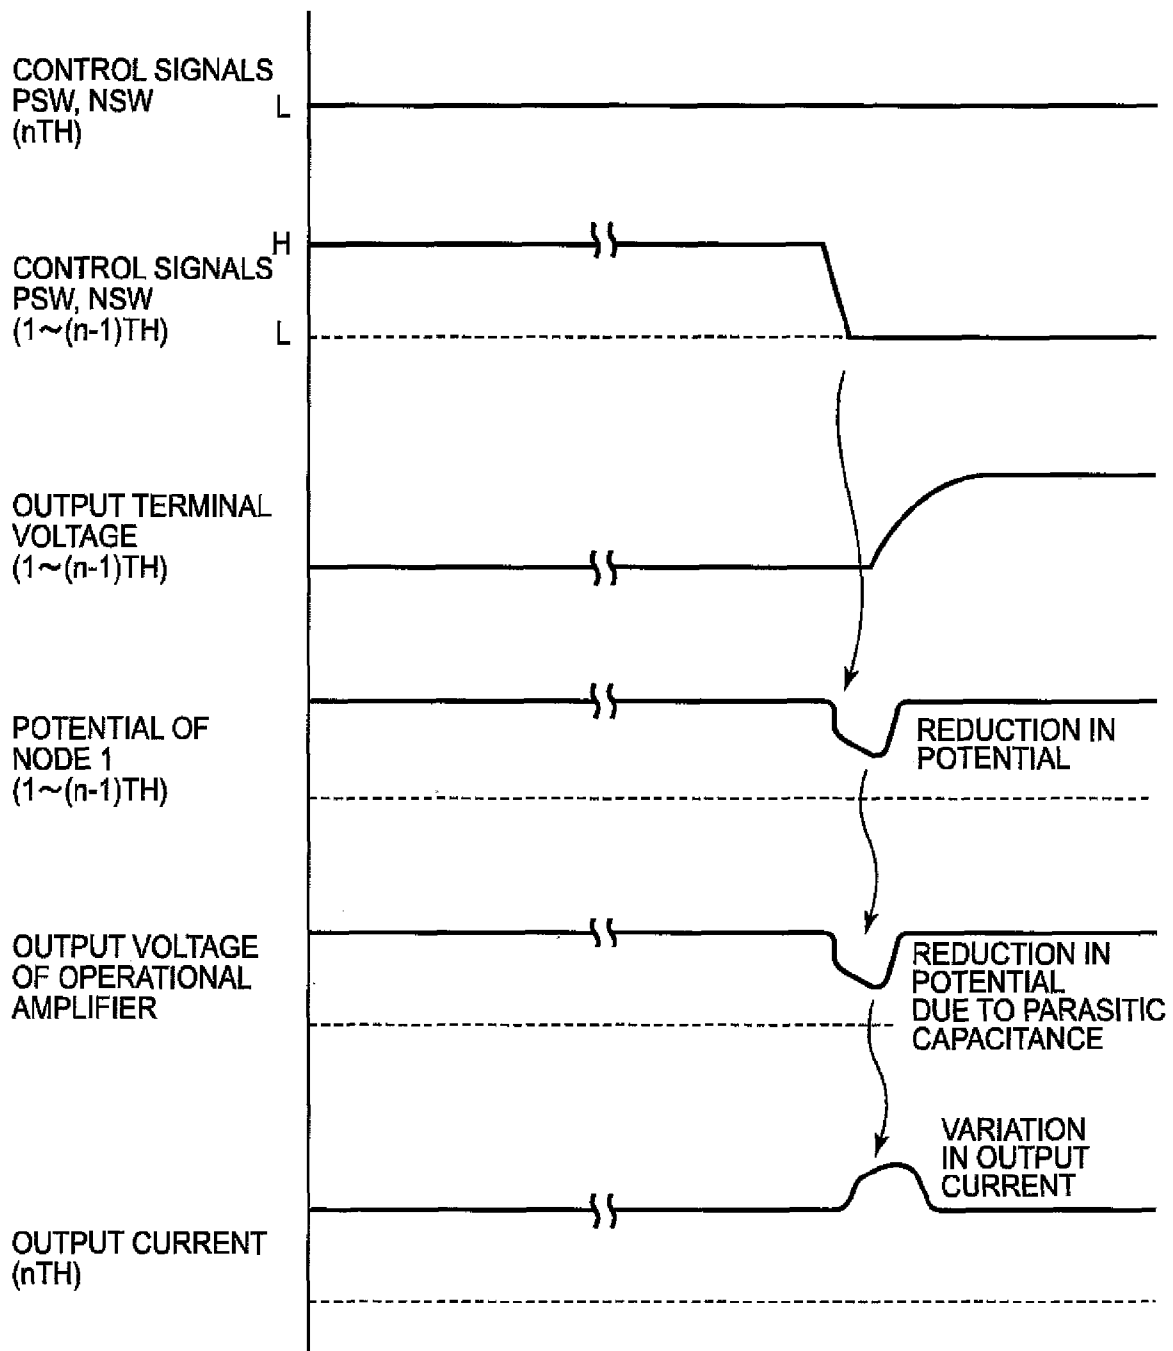 CONTROL SIGNALS
PSW, NSW
(nTH)
L
H
CONTROL SIGNALS
PSW, NSW
(1~(n-1)TH)
L
OUTPUT TERMINAL
VOLTAGE
(1~(n-1)TH)
POTENTIAL OF
NODE 1
(1~(n-1)TH)
REDUCTION IN
POTENTIAL
OUTPUT VOLTAGE
OF OPERATIONAL
AMPLIFIER
REDUCTION IN
POTENTIAL
DUE TO PARASITIC
CAPACITANCE
VARIATION
IN OUTPUT
CURRENT
OUTPUT CURRENT
(nTH)